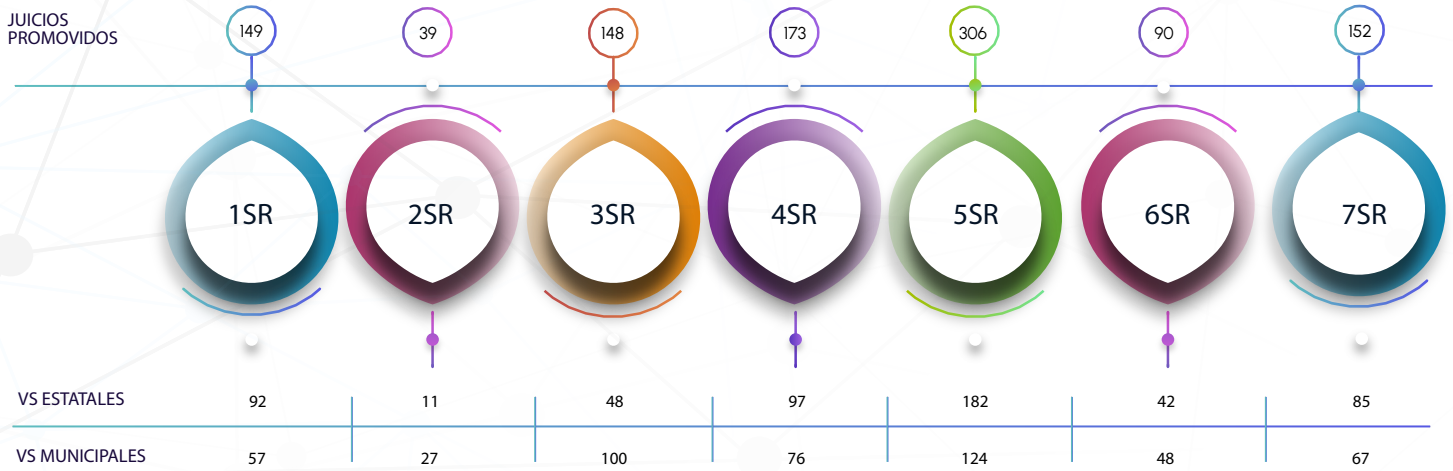 JUICIOS
PROMOVIDOS
149 39 148 173 306 90 152
1SR 2SR 3SR 4SR 5SR 6SR 7SR
VS ESTATALES 92 11 48 97 182 42 85
VS MUNICIPALES 57 27 100 76 124 48 67